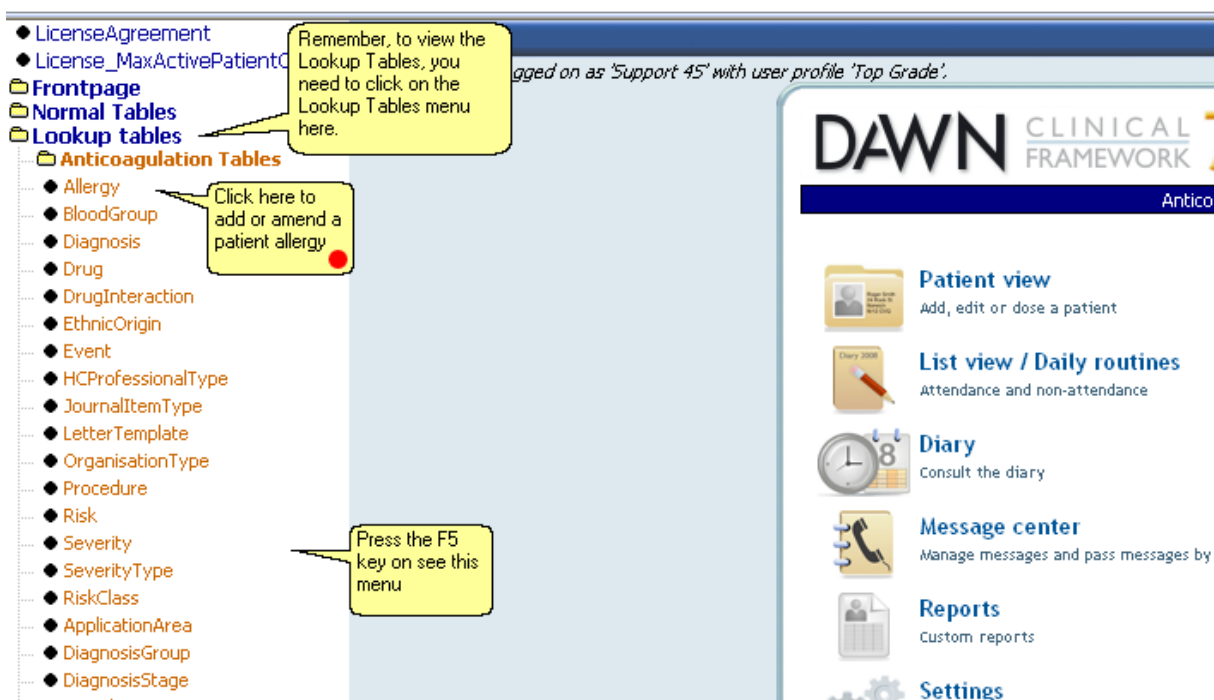 LicenseAgreement
License_MaxActivePatientC
Remember, to view the
Lookup Tables, you
need to click on the
Lookup Tables menu
here.
gged on as 'Support 4S' with user profile 'Top Grade'.
Frontpage
Normal Tables
Lookup tables
Anticoagulation Tables
Allergy
BloodGroup
Diagnosis
Drug
DrugInteraction
EthnicOrigin
Event
HCProfessionalType
JournalItemType
LetterTemplate
OrganisationType
Procedure
Risk
Severity
SeverityType
RiskClass
ApplicationArea
DiagnosisGroup
DiagnosisStage
Click here to
add or amend a
patient allergy
Press the F5
key on see this
menu
DAWN CLINICAL
FRAMEWORK
Antico
Patient view
Add, edit or dose a patient
List view / Daily routines
Attendance and non-attendance
Diary 2008
8
Diary
Consult the diary
Message center
Manage messages and pass messages by
Reports
Custom reports
Settings